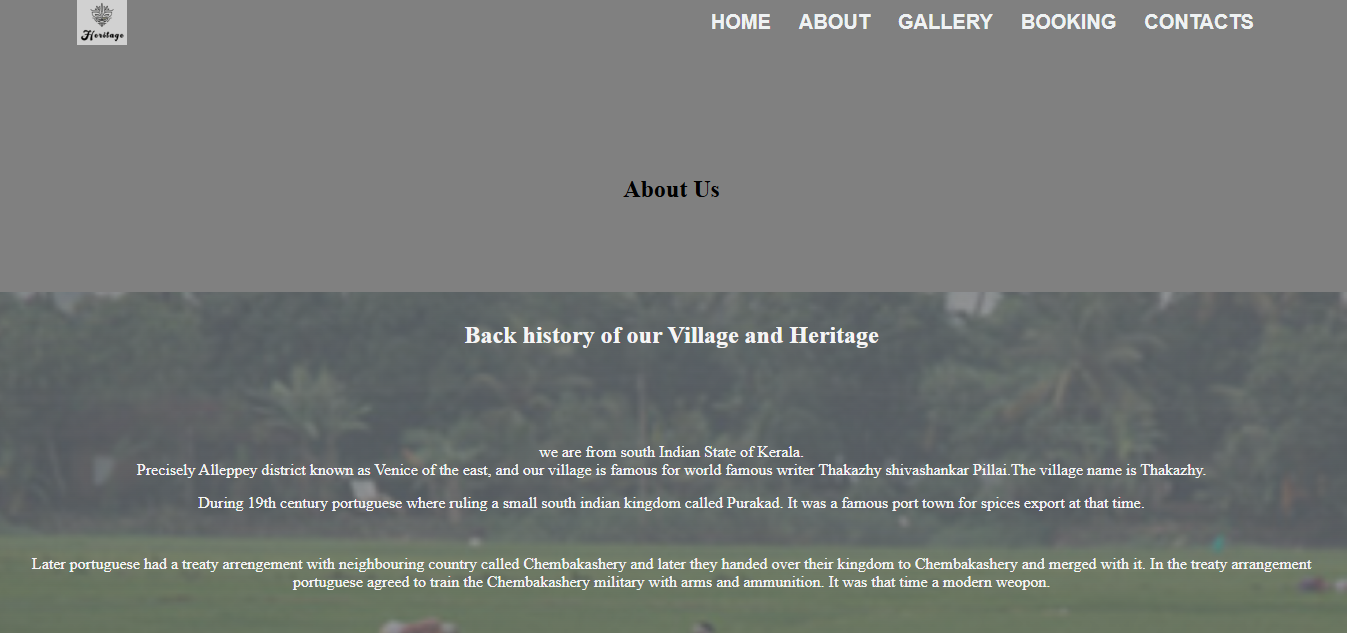 Heritage
HOME ABOUT GALLERY BOOKING CONTACTS
About Us
Back history of our Village and Heritage
we are from south Indian State of Kerala.
Precisely Alleppey district known as Venice of the east, and our village is famous for world famous writer Thakazhy shivashankar Pillai.The village name is Thakazhy.
During 19th century portuguese where ruling a small south indian kingdom called Purakad. It was a famous port town for spices export at that time.
Later portuguese had a treaty arrengement with neighbouring country called Chembakashery and later they handed over their kingdom to Chembakashery and merged with it. In the treaty arrangement
portuguese agreed to train the Chembakashery military with arms and ammunition. It was that time a modern weopon.